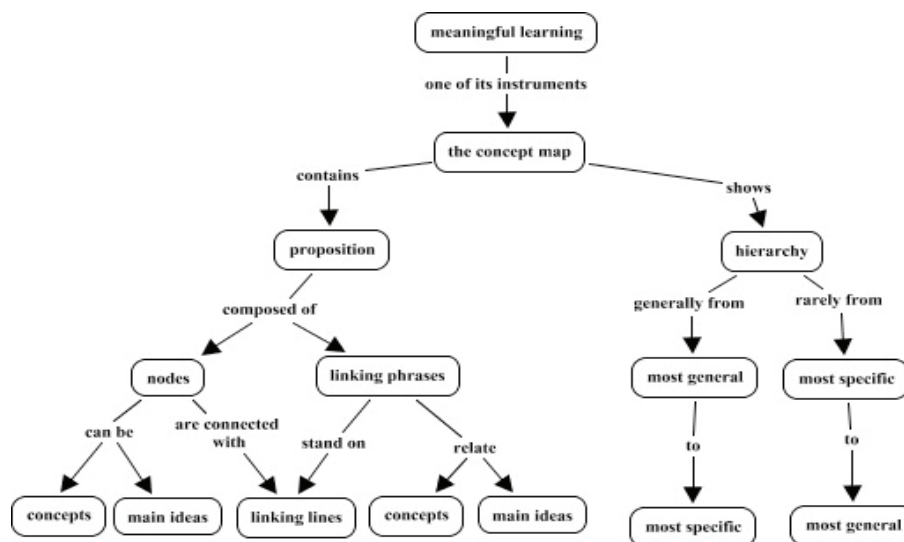 meaningful learning
one of its instruments
the concept map
contains
shows
proposition
hierarchy
composed of
generally from
rarely from
nodes
linking phrases
most general
most specific
can be
are connected
with
stand on
relate
to
to
concepts
main ideas
linking lines
concepts
main ideas
most specific
most general